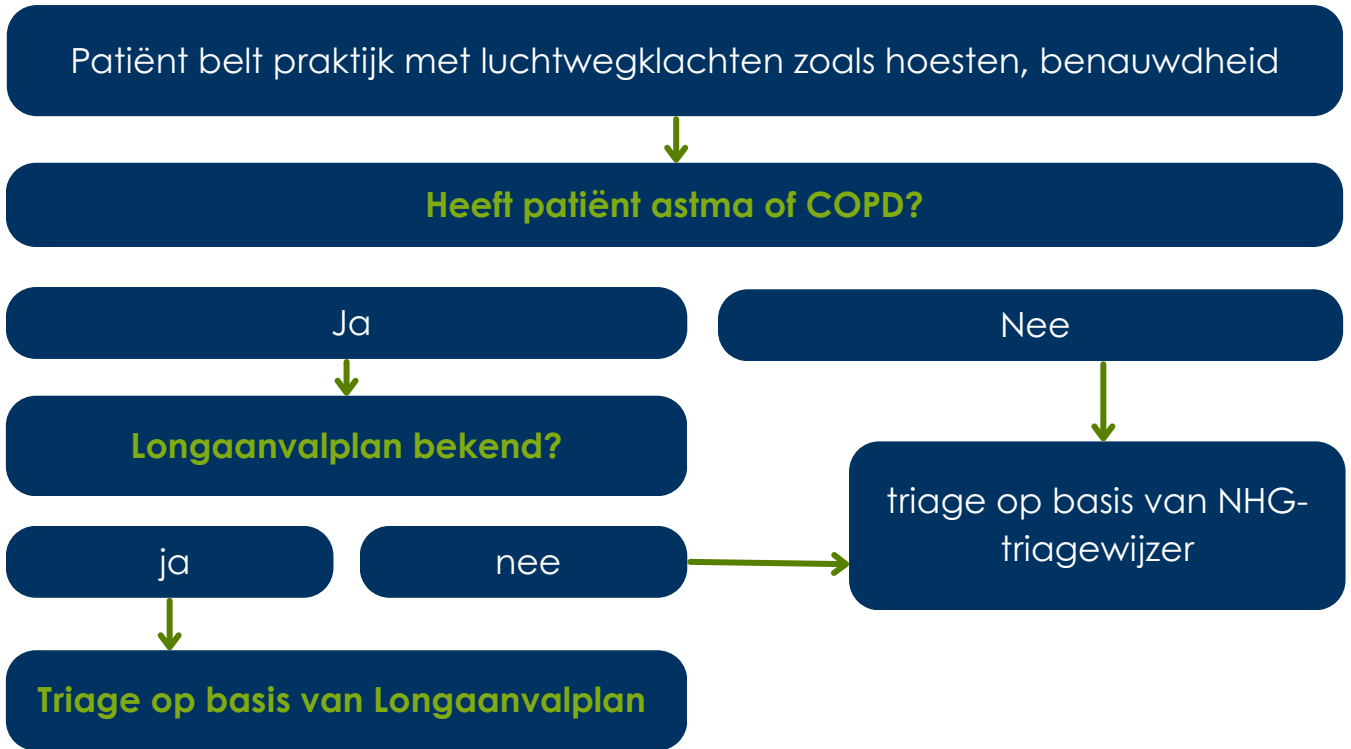 Patiënt belt praktijk met luchtwegklachten zoals hoesten, benauwdheid
Heeft patiënt astma of COPD?
Ja
Nee
Longaanvalplan bekend?
triage op basis van NHG-
triagewijzer
ja
nee
Triage op basis van Longaanvalplan